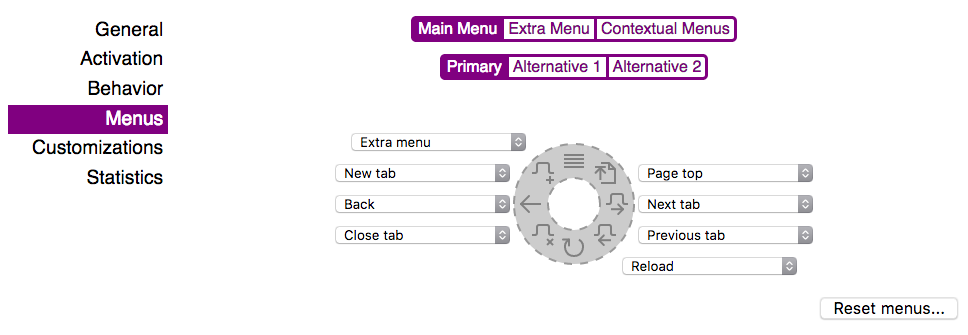 General
Activation
Behavior
Menus
Customizations
Statistics
Main Menu Extra Menu Contextual Menus
Primary Alternative 1 Alternative 2
Extra menu
New tab
Page top
Back
Next tab
Close tab
Previous tab
Reload
Reset menus...